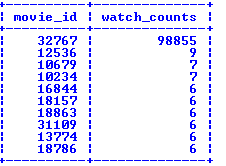 +----------+--------------+
| movie_id | watch_counts |
+----------+--------------+
| 32767 | 98855 |
| 12536 | 9 |
| 10679 | 7 |
| 10234 | 7 |
| 16844 | 6 |
| 18157 | 6 |
| 18863 | 6 |
| 31109 | 6 |
| 13774 | 6 |
| 18786 | 6 |
+----------+--------------+